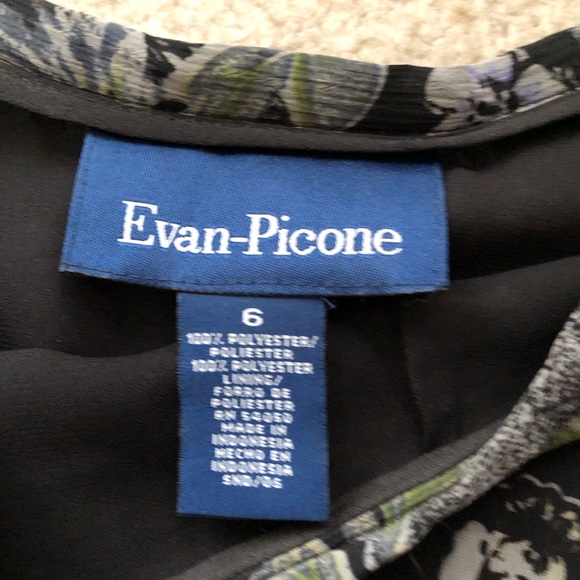 Evan-Picone
6
100% POLYESTER/
POLIESTER
100% POLYESTER
LINING/
FORRO DE
POLIESTER
RN 54050
MADE IN
INDONESIA
HECHO EN
INDONESIA
SND/06